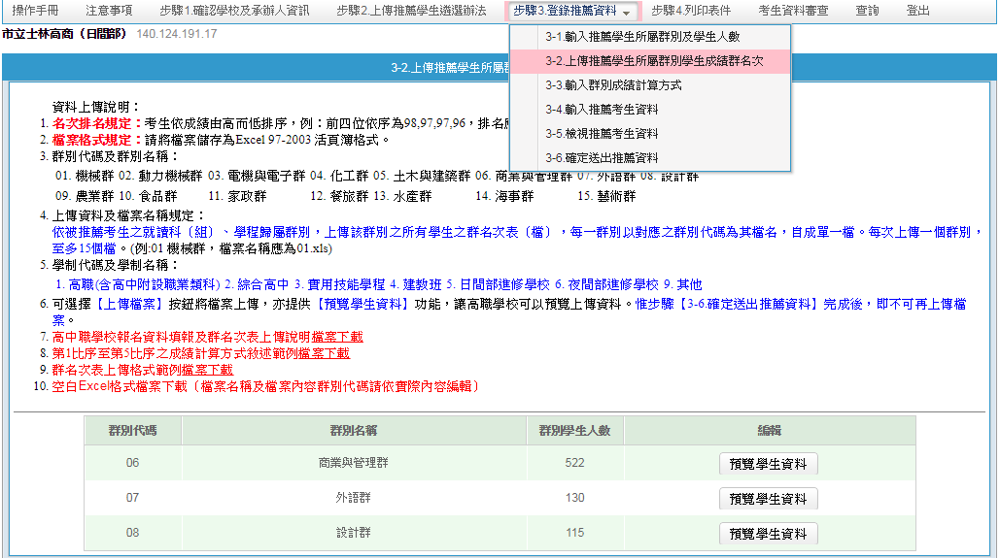 操作手冊 注意事項 步驟1.確認學校及承辦人資訊 步驟2.上傳推薦學生遴選辦法 步驟3.登錄推薦資料 步驟4.列印表件 考生資料審查 查詢 登出
市立士林高商（日間部） 140.124.191.17
3-1.輸入推薦學生所屬群別及學生人數
3-2.上傳推薦學生所屬群別學生成績群名次
3-3.輸入群別成績計算方式
3-4.輸入推薦考生資料
3-5.檢視推薦考生資料
3-6.確定送出推薦資料
3-2.上傳推薦學生所屬群
資料上傳說明：
1. 名次排名規定：考生依成績由高而低排序，例：前四位依序為98,97,97,96，排名
2. 檔案格式規定：請將檔案儲存為Excel 97-2003 活頁簿格式。
3. 群別代碼及群別名稱：
01. 機械群 02. 動力機械群 03. 電機與電子群 04. 化工群 05. 土木與建築群 06. 商業與管理群 07. 外語群 08. 設計群
09. 農業群 10. 食品群 11. 家政群 12. 餐旅群 13. 水產群 14. 海事群 15. 藝術群
4. 上傳資料及檔案名稱規定：
依被推薦考生之就讀科〔組〕、學程歸屬群別，上傳該群別之所有學生之群名次表〔檔〕，每一群別以對應之群別代碼為其檔名，自成單一檔。每次上傳一個群別，
至多15個檔。(例:01 機械群，檔案名稱應為01.xls)
5. 學制代碼及學制名稱：
1. 高職(含高中附設職業類科) 2. 綜合高中 3. 實用技能學程 4. 建教班 5. 日間部進修學校 6. 夜間部進修學校 9. 其他
6. 可選擇【上傳檔案】按鈕將檔案上傳，亦提供【預覽學生資料】功能，讓高職學校可以預覽上傳資料。惟步驟【3-6.確定送出推薦資料】完成後，即不可再上傳檔
案。
7. 高中職學校報名資料填報及群名次表上傳說明檔案下載
8. 第1比序至第5比序之成績計算方式敘述範例檔案下載
9. 群名次表上傳格式範例檔案下載
10. 空白Excel格式檔案下載〔檔案名稱及檔案內容群別代碼請依實際內容編輯〕
群別代碼 群別名稱 群別學生人數 編輯
06 商業與管理群 522 預覽學生資料
07 外語群 130 預覽學生資料
08 設計群 115 預覽學生資料